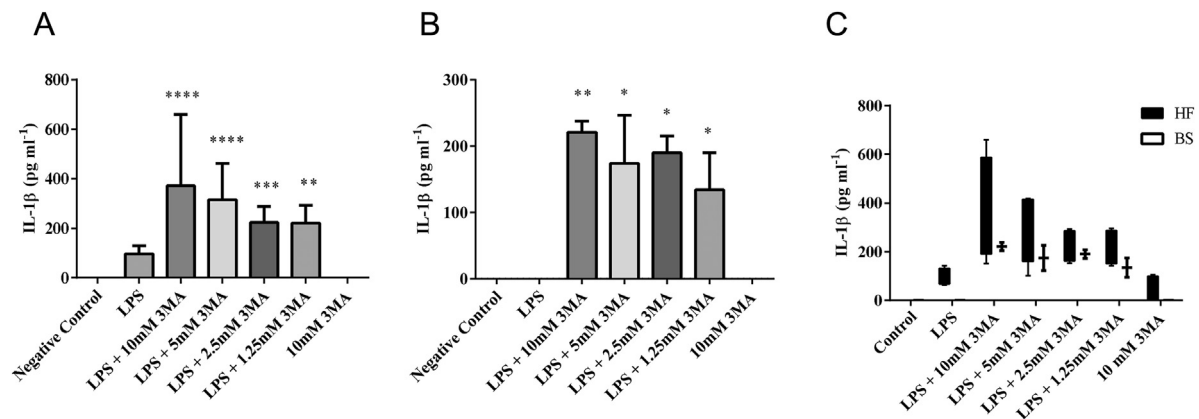 A
IL-1β (pg ml⁻¹)
800
600
400
200
0
****
****
***
**
Negative Control
LPS
LPS + 10mM 3MA
LPS + 5mM 3MA
LPS + 2.5mM 3MA
LPS + 1.25mM 3MA
10mM 3MA
B
IL-1β (pg ml⁻¹)
300
200
100
0
**
*
*
*
Negative Control
LPS
LPS + 10mM 3MA
LPS + 5mM 3MA
LPS + 2.5mM 3MA
LPS + 1.25mM 3MA
10mM 3MA
C
HF
BS
IL-1β (pg ml⁻¹)
800
600
400
200
0
Control
LPS
LPS + 10mM 3MA
LPS + 5mM 3MA
LPS + 2.5mM 3MA
LPS + 1.25mM 3MA
10 mM 3MA